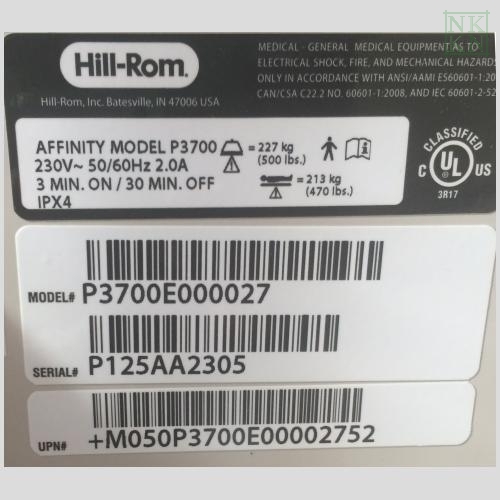 NK
KN
Hill-Rom.
Hill-Rom, Inc. Batesville, IN 47006 USA
MEDICAL - GENERAL MEDICAL EQUIPMENT AS TO
ELECTRICAL SHOCK, FIRE, AND MECHANICAL HAZARDS
ONLY IN ACCORDANCE WITH ANSI/AAMI ES60601-1:20
CAN/CSA C22.2 NO. 60601-1:2008, AND IEC 60601-2-52
AFFINITY MODEL P3700
230V~ 50/60Hz 2.0A
3 MIN. ON / 30 MIN. OFF
IPX4
= 227 kg
(500 lbs.)
= 213 kg
(470 lbs.)
CLASSIFIED
C UL US
3R17
MODEL# P3700E000027
SERIAL# P125AA2305
UPN# +M050P3700E00002752